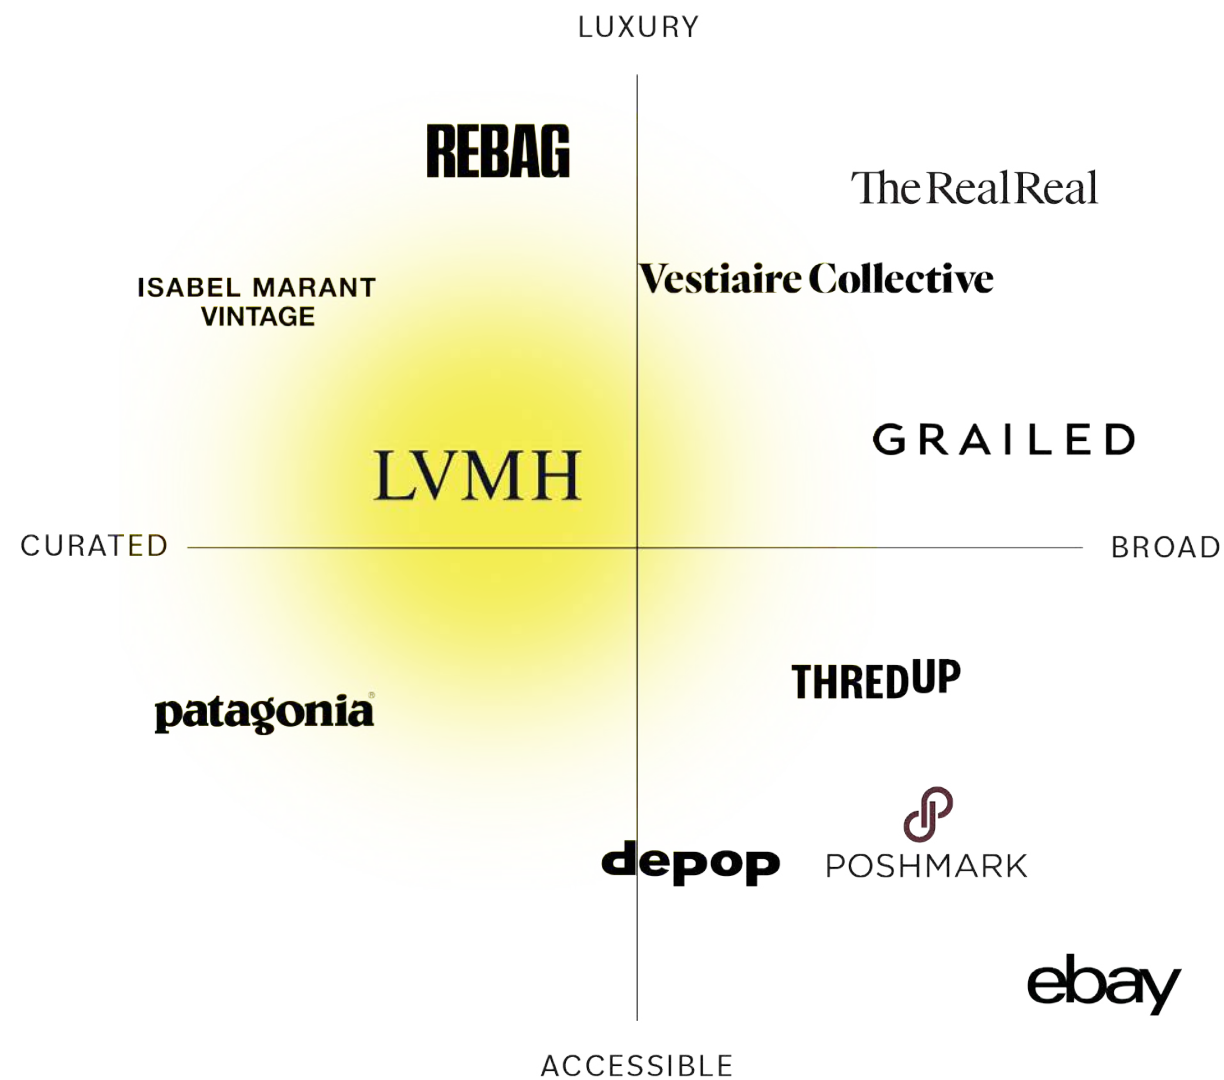 LUXURY
REBAG
The RealReal
Vestiaire Collective
ISABEL MARANT
VINTAGE
GRAILED
LVMH
CURATED
BROAD
THREDUP
patagonia®
depop
POSHMARK
ebay
ACCESSIBLE